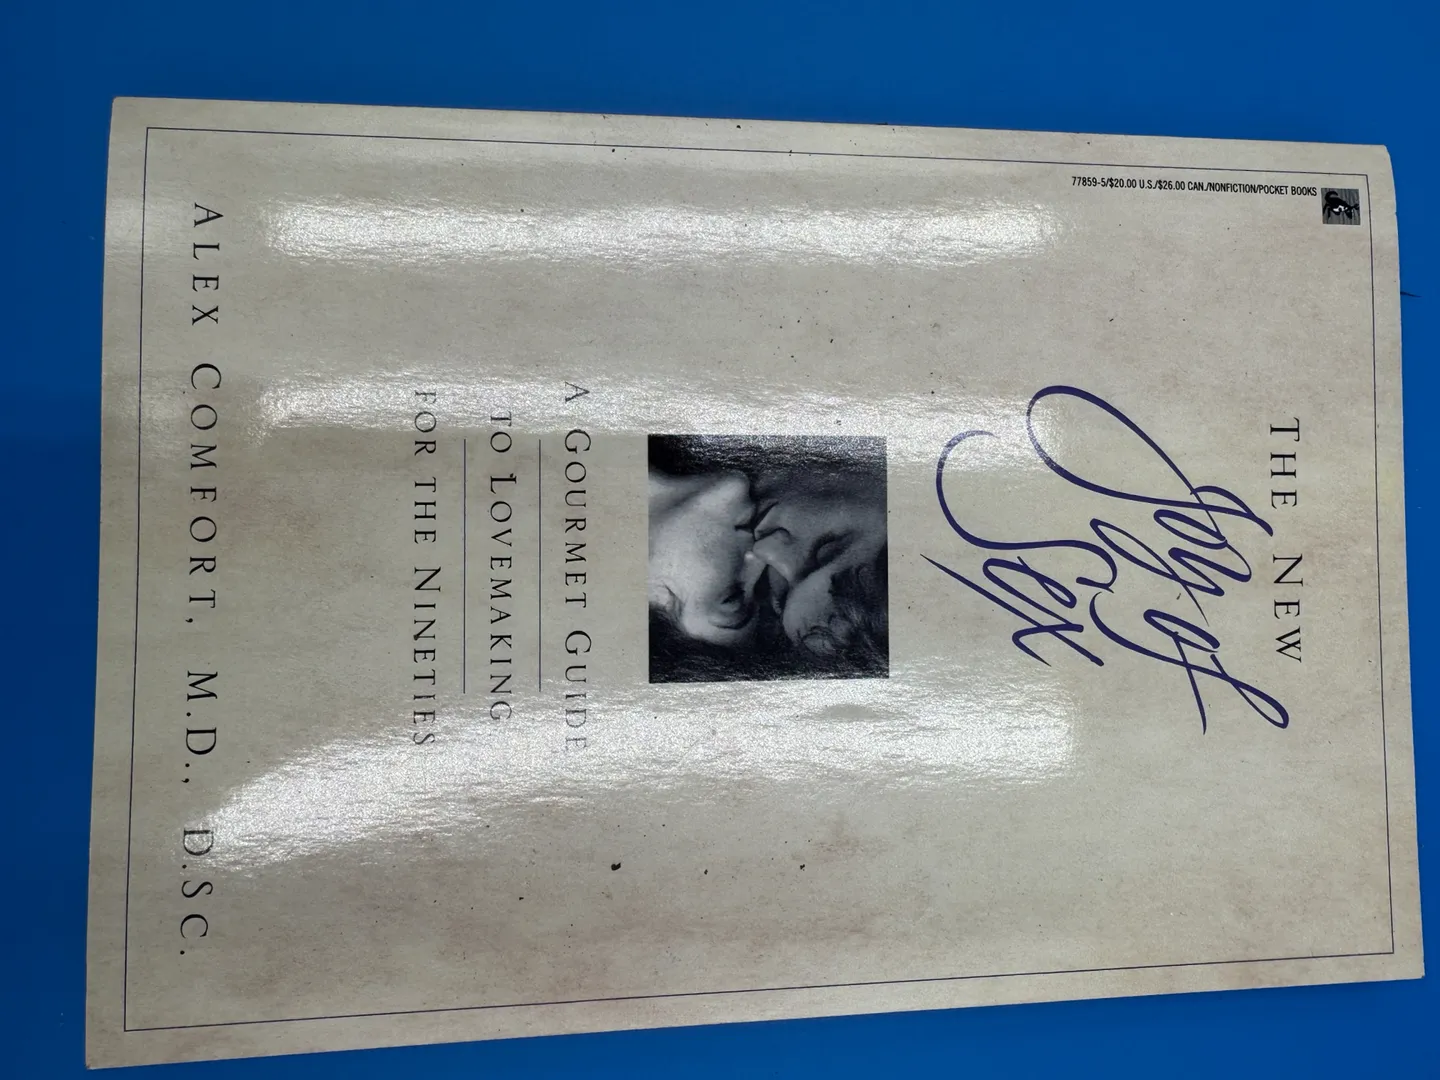 77859-5/$20.00 U.S./$26.00 CAN./NONFICTION/POCKET BOOKS
THE NEW
Joy of
Sex
A GOURMET GUIDE
TO LOVEMAKING
FOR THE NINETIES
ALEX COMFORT, M.D., D.SC.